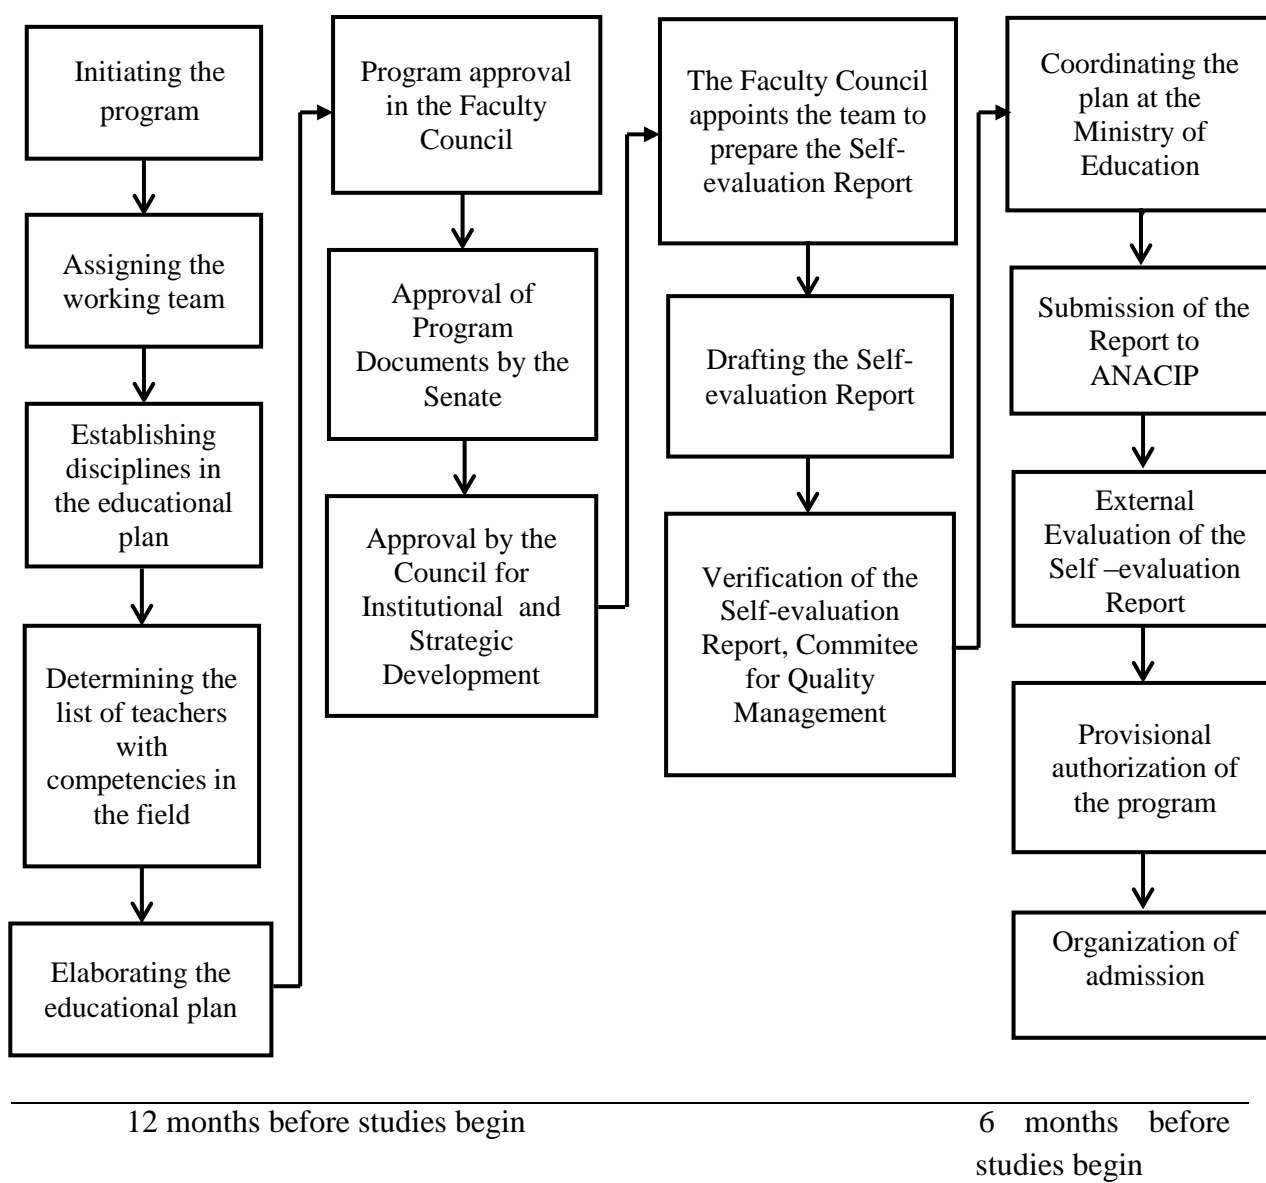 Initiating the
program
Assigning the
working team
Establishing
disciplines in
the educational
plan
Determining the
list of teachers
with
competencies in
the field
Elaborating the
educational plan
Program approval
in the Faculty
Council
Approval of
Program
Documents by the
Senate
Approval by the
Council for
Institutional and
Strategic
Development
The Faculty Council
appoints the team to
prepare the Self-
evaluation Report
Drafting the Self-
evaluation Report
Verification of the
Self-evaluation
Report, Commitee
for Quality
Management
Coordinating the
plan at the
Ministry of
Education
Submission of the
Report to
ANACIP
External
Evaluation of the
Self –evaluation
Report
Provisional
authorization of
the program
Organization of
admission
12 months before studies begin
6 months before
studies begin